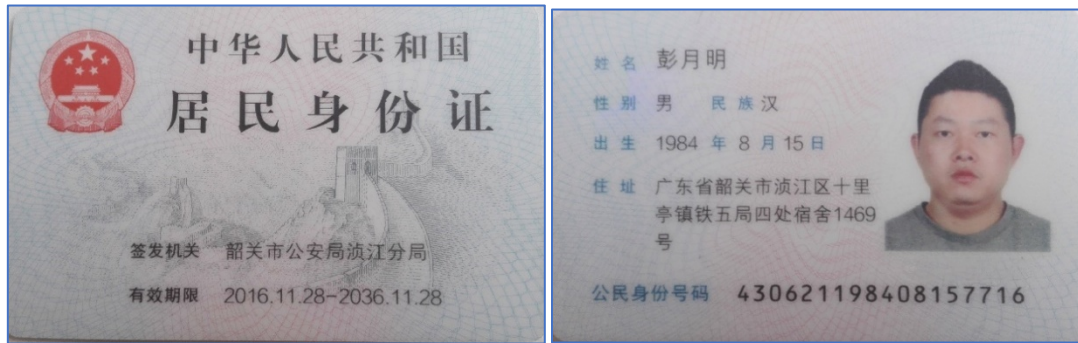 中华人民共和国
居民身份证
签发机关 韶关市公安局浈江分局
有效期限 2016.11.28-2036.11.28
姓名 彭月明
性别 男 民族 汉
出生 1984 年 8 月 15 日
住址 广东省韶关市浈江区十里
亭镇铁五局四处宿舍1469
号
公民身份号码 430621198408157716